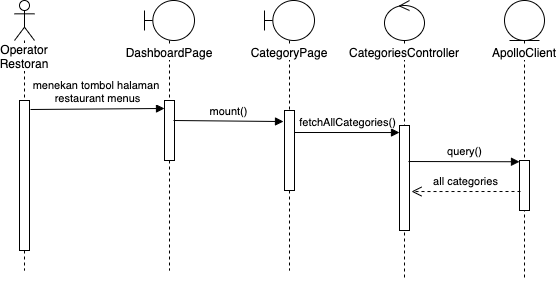 Operator
Restoran
DashboardPage
CategoryPage
CategoriesController
ApolloClient
menekan tombol halaman
restaurant menus
mount()
fetchAllCategories()
query()
all categories